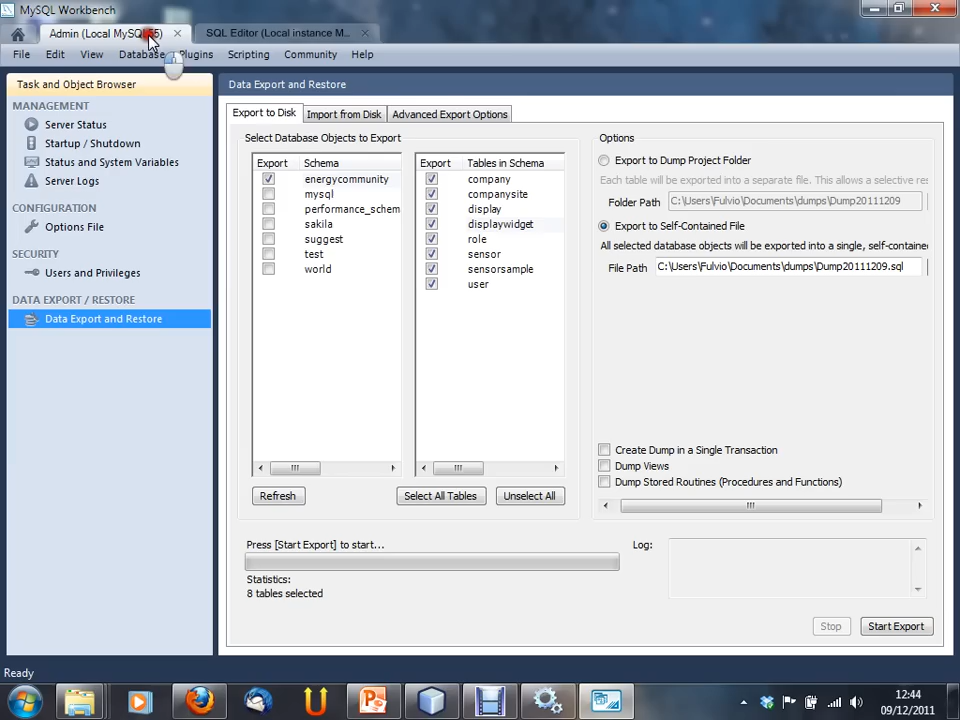 MySQL Workbench
Admin (Local MySQL55)
SQL Editor (Local instance M...
File Edit View Database Plugins Scripting Community Help
Task and Object Browser
MANAGEMENT
Server Status
Startup / Shutdown
Status and System Variables
Server Logs
CONFIGURATION
Options File
SECURITY
Users and Privileges
DATA EXPORT / RESTORE
Data Export and Restore
Data Export and Restore
Export to Disk Import from Disk Advanced Export Options
Select Database Objects to Export
Export Schema
energycommunity
mysql
performance_schem
sakila
suggest
test
world
Export Tables in Schema
company
companysite
display
displaywidget
role
sensor
sensorsample
user
Refresh
Select All Tables
Unselect All
Options
Export to Dump Project Folder
Each table will be exported into a separate file. This allows a selective res
Folder Path C:\Users\Fulvio\Documents\dumps\Dump20111209
Export to Self-Contained File
All selected database objects will be exported into a single, self-containe
File Path C:\Users\Fulvio\Documents\dumps\Dump20111209.sql
Create Dump in a Single Transaction
Dump Views
Dump Stored Routines (Procedures and Functions)
Press [Start Export] to start...
Statistics:
8 tables selected
Log:
Stop
Start Export
Ready
12:44
09/12/2011